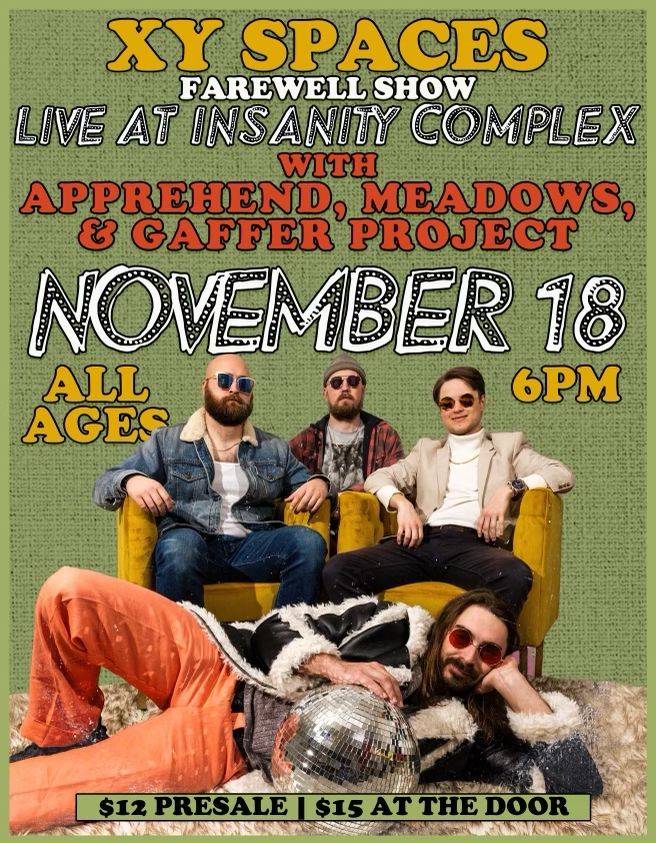 XY SPACES
FAREWELL SHOW
LIVE AT INSANITY COMPLEX
WITH
APPREHEND, MEADOWS,
& GAFFER PROJECT
NOVEMBER 18
ALL
AGES
6PM
$12 PRESALE | $15 AT THE DOOR